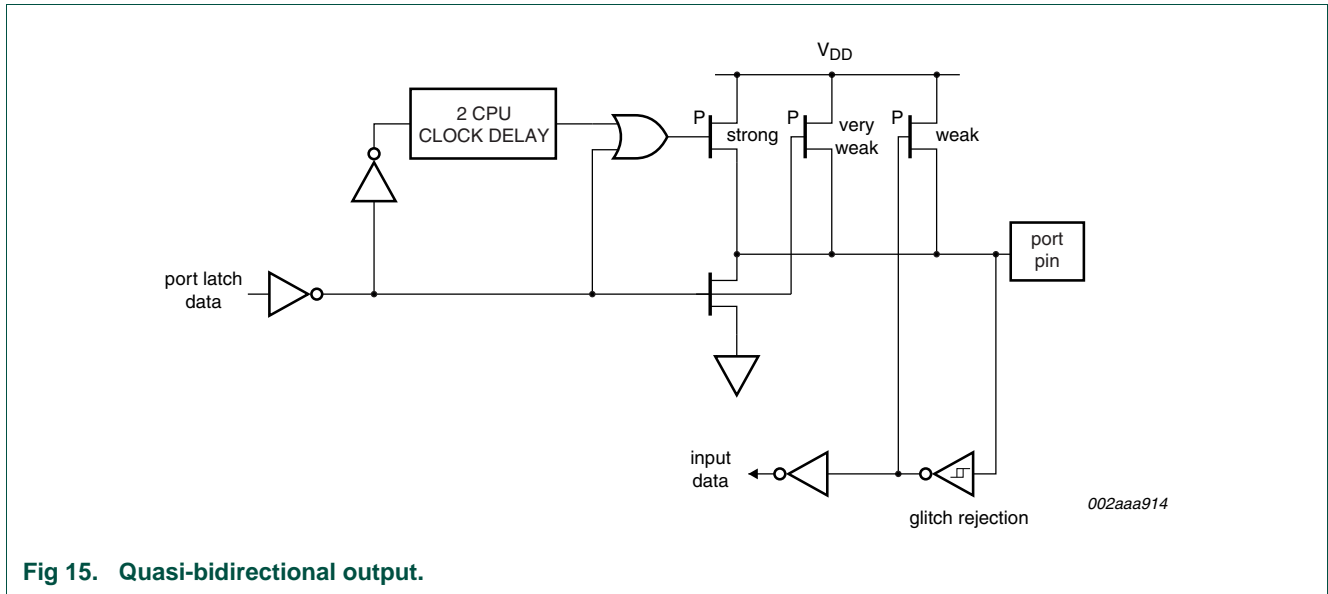 VDD
2 CPU
CLOCK DELAY
P
strong
P
very
weak
P
weak
port
pin
port latch
data
input
data
glitch rejection
002aaa914
Fig 15. Quasi-bidirectional output.